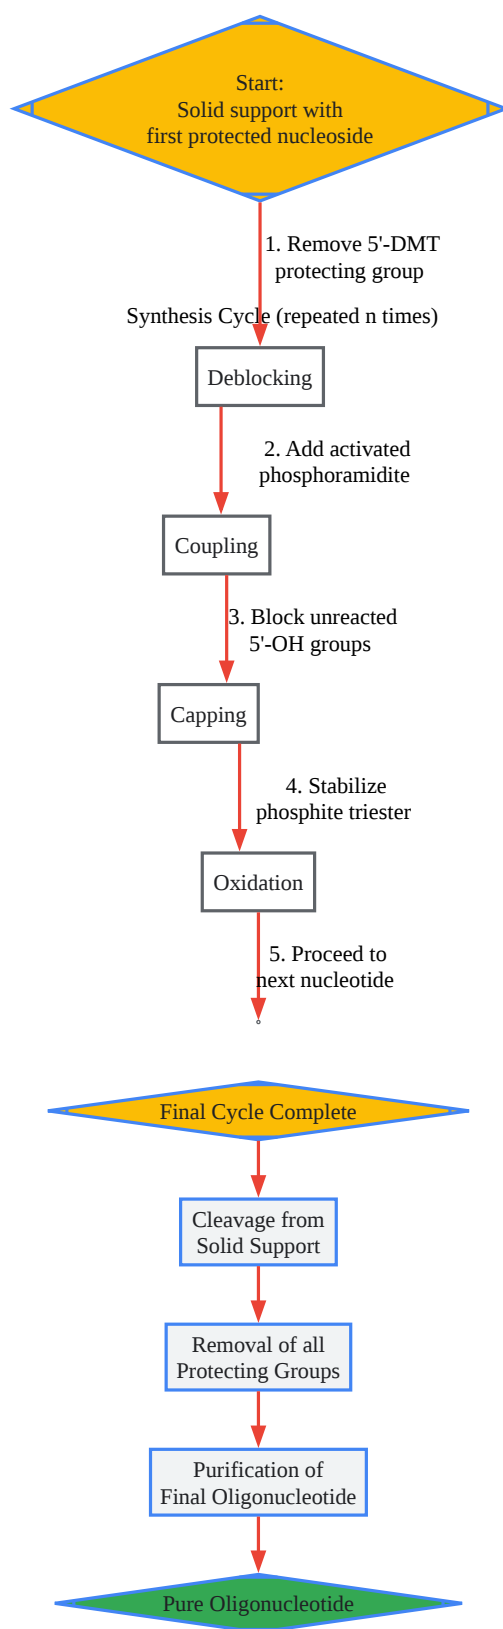 Start:
Solid support with
first protected nucleoside
1. Remove 5'-DMT
protecting group
Synthesis Cycle (repeated n times)
Deblocking
2. Add activated
phosphoramidite
Coupling
3. Block unreacted
5'-OH groups
Capping
4. Stabilize
phosphite triester
Oxidation
5. Proceed to
next nucleotide
Final Cycle Complete
Cleavage from
Solid Support
Removal of all
Protecting Groups
Purification of
Final Oligonucleotide
Pure Oligonucleotide